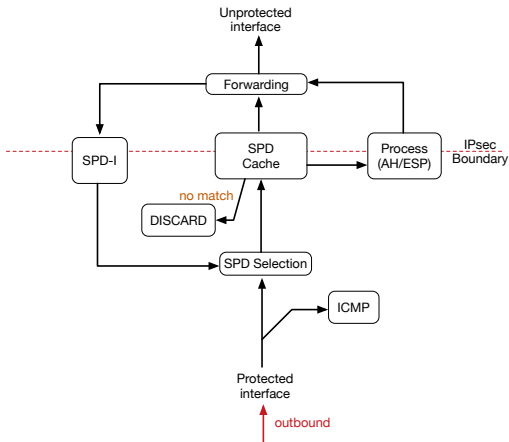 Unprotected
interface
Forwarding
SPD-I
SPD
Cache
Process
(AH/ESP)
IPsec
Boundary
no match
DISCARD
SPD Selection
ICMP
Protected
interface
outbound